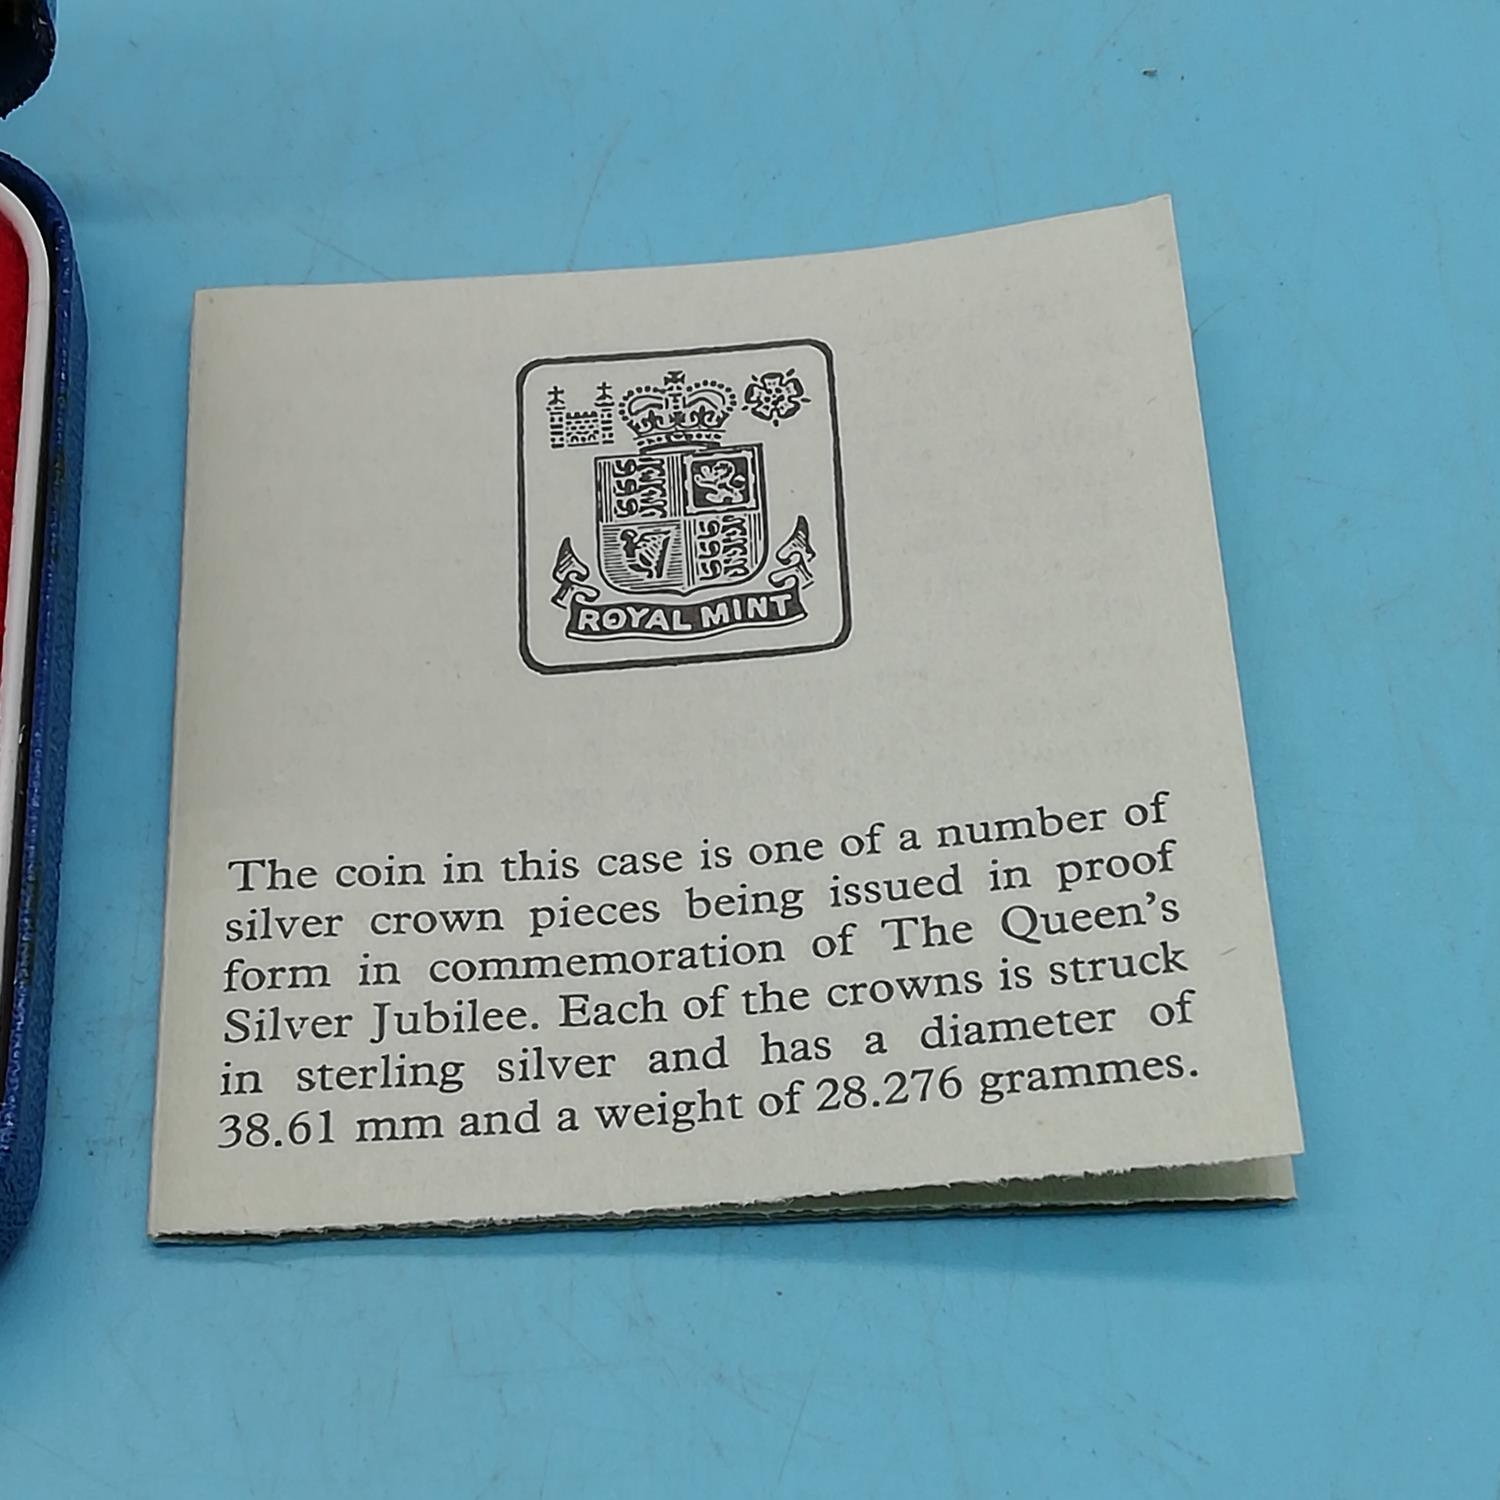 ROYAL MINT
The coin in this case is one of a number of
silver crown pieces being issued in proof
form in commemoration of The Queen's
Silver Jubilee. Each of the crowns is struck
in sterling silver and has a diameter of
38.61 mm and a weight of 28.276 grammes.